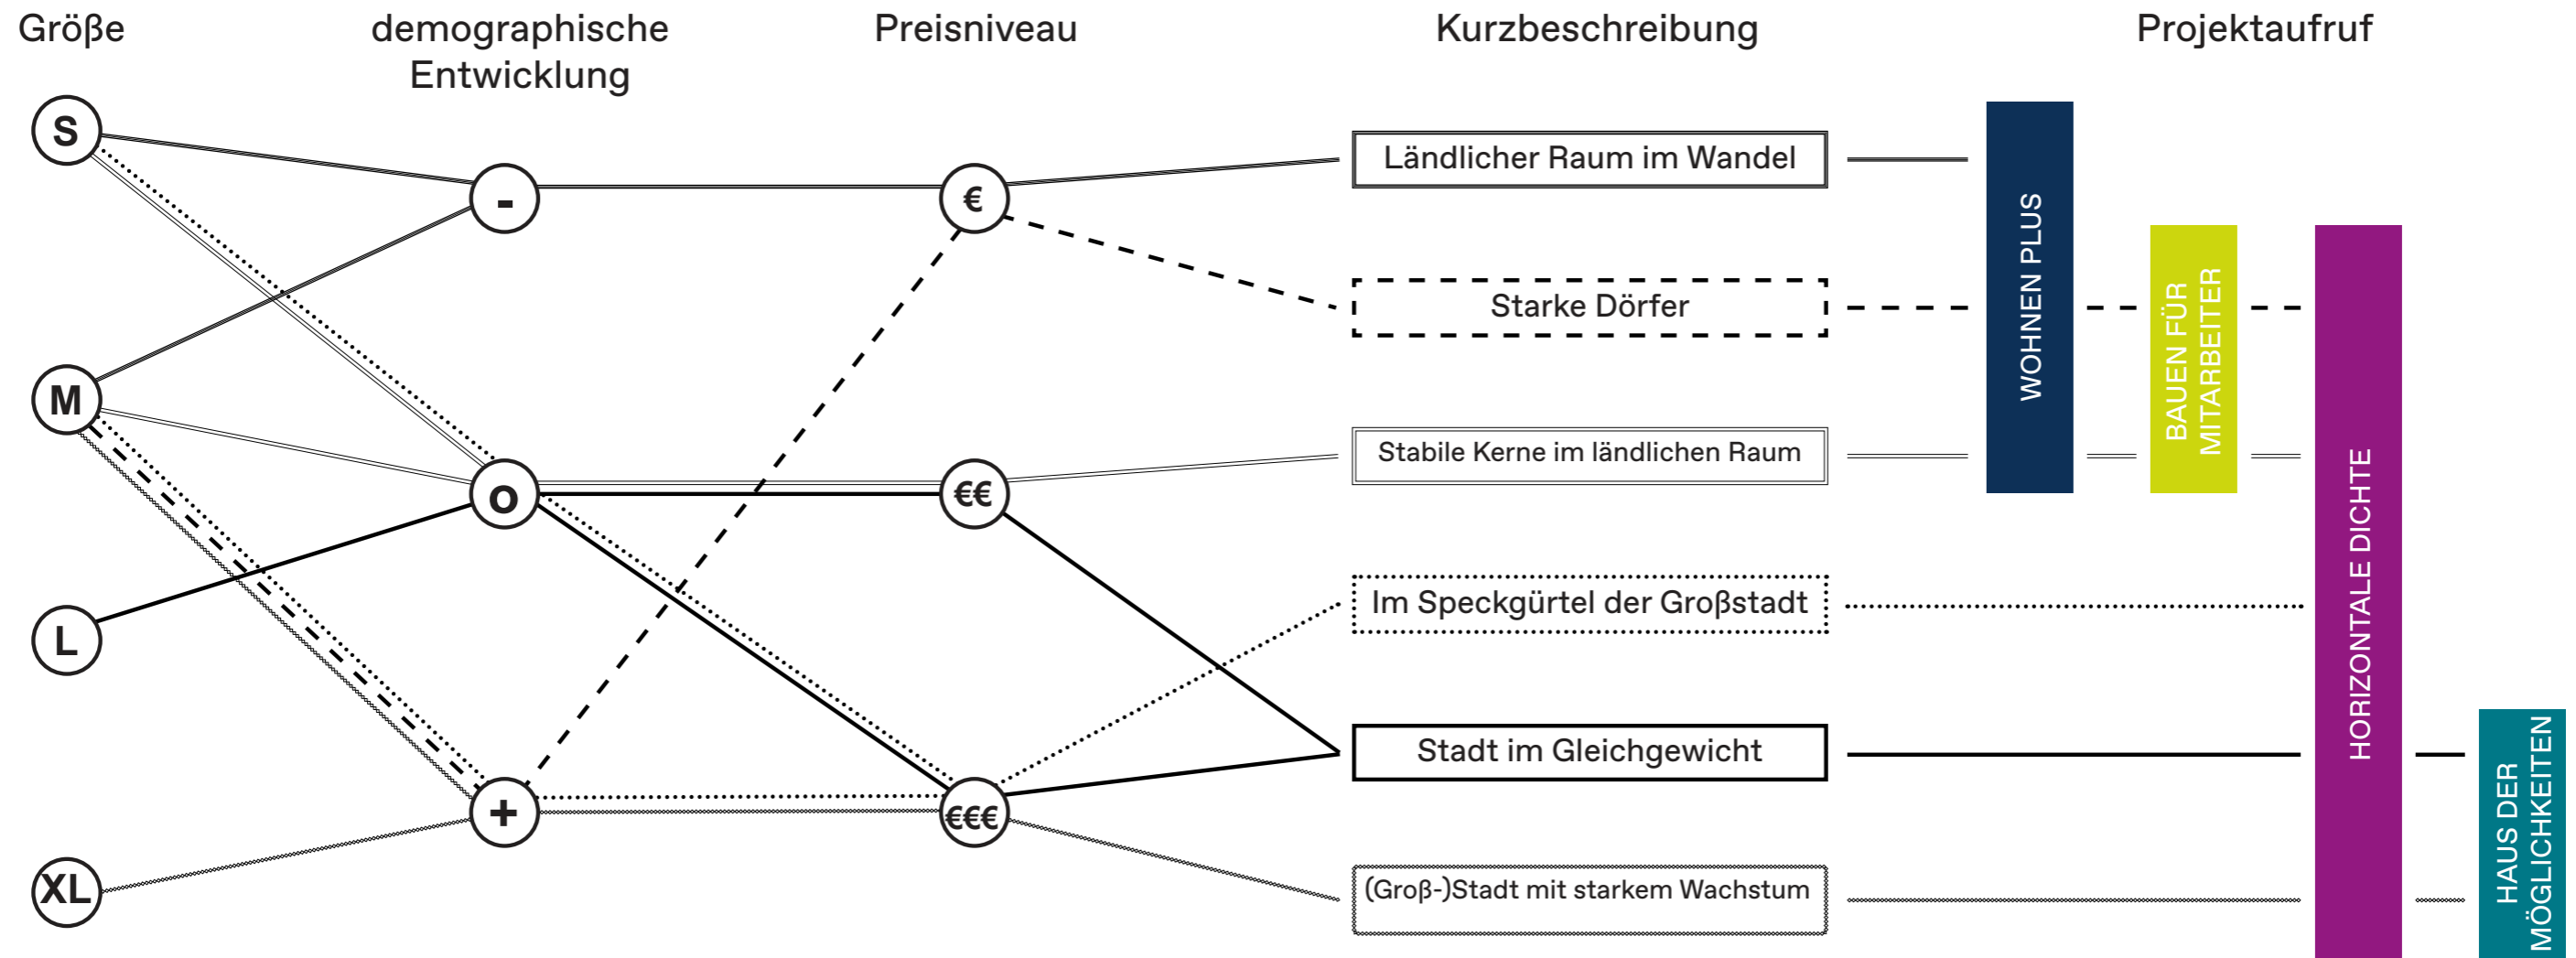 Größe
demographische
Entwicklung
Preisniveau
Kurzbeschreibung
Projektaufruf
S
M
L
XL
-
o
+
€
€€
€€€
Ländlicher Raum im Wandel
Starke Dörfer
Stabile Kerne im ländlichen Raum
Im Speckgürtel der Großstadt
Stadt im Gleichgewicht
(Groß-)Stadt mit starkem Wachstum
WOHNEN PLUS
BAUEN FÜR
MITARBEITER
HORIZONTALE DICHTE
HAUS DER
MÖGLICHKEITEN